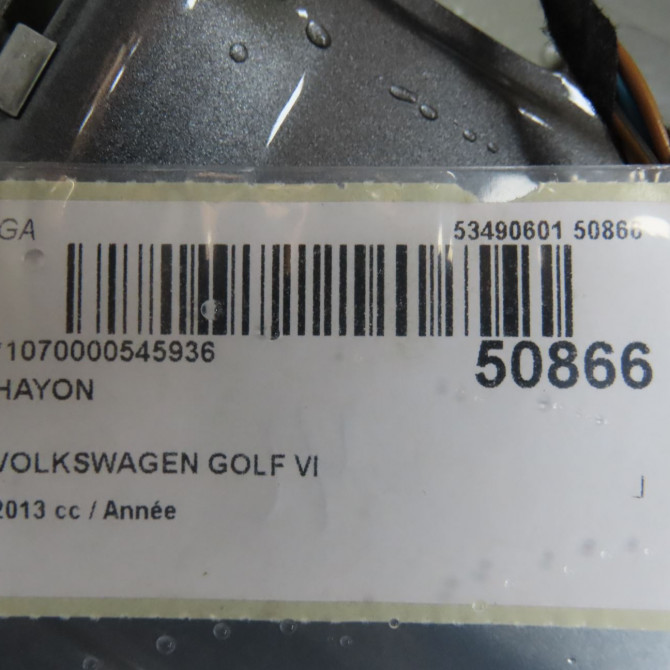 GA 53490601 50866
*1070000545936 50866
HAYON
VOLKSWAGEN GOLF VI
2013 cc / Année